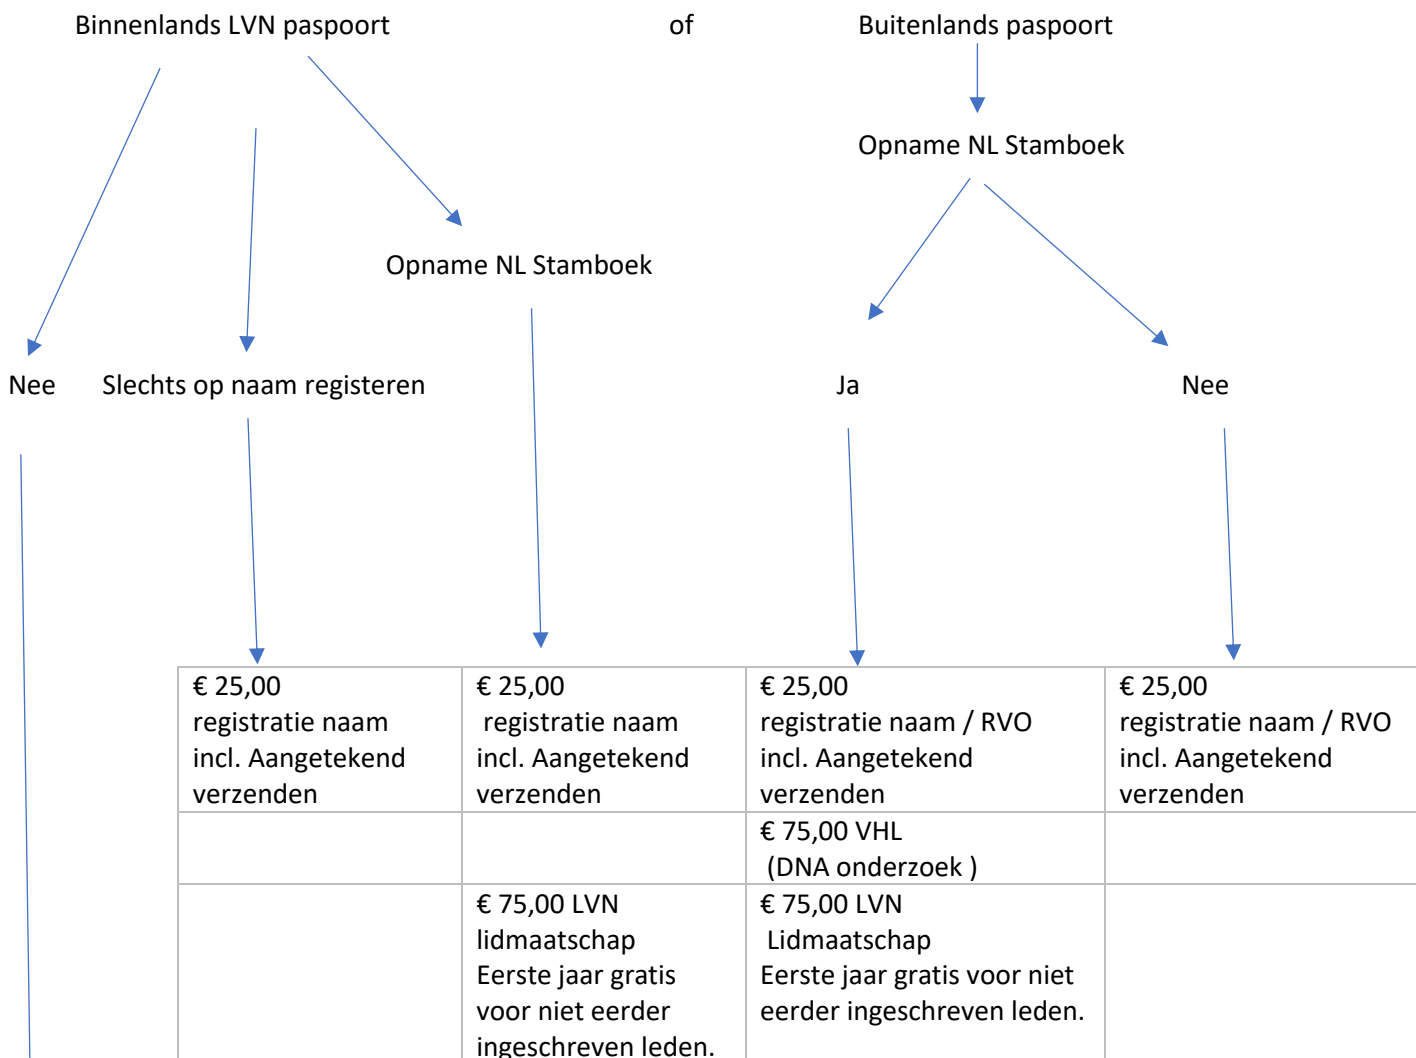 Binnenlands LVN paspoort of Buitenlands paspoort
Opname NL Stamboek
Opname NL Stamboek
Nee Slechts op naam registeren Ja Nee
€ 25,00
registratie naam
incl. Aangetekend
verzenden
€ 25,00
registratie naam
incl. Aangetekend
verzenden
€ 25,00
registratie naam / RVO
incl. Aangetekend
verzenden
€ 25,00
registratie naam / RVO
incl. Aangetekend
verzenden
€ 75,00 VHL
(DNA onderzoek )
€ 75,00 LVN
lidmaatschap
Eerste jaar gratis
voor niet eerder
ingeschreven leden.
€ 75,00 LVN
Lidmaatschap
Eerste jaar gratis voor niet
eerder ingeschreven leden.